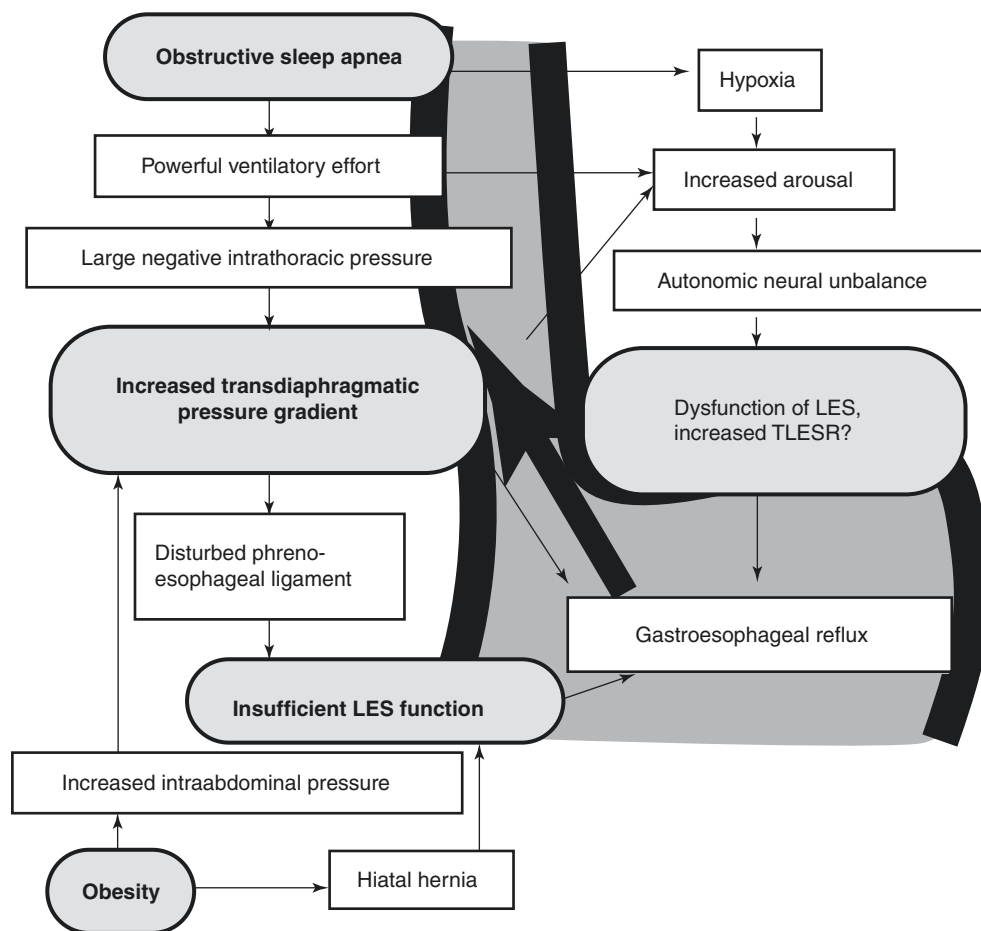 Obstructive sleep apnea
Hypoxia
Powerful ventilatory effort
Increased arousal
Large negative intrathoracic pressure
Autonomic neural unbalance
Increased transdiaphragmatic
pressure gradient
Dysfunction of LES,
increased TLESR?
Disturbed phreno-
esophageal ligament
Gastroesophageal reflux
Insufficient LES function
Increased intraabdominal pressure
Obesity
Hiatal hernia